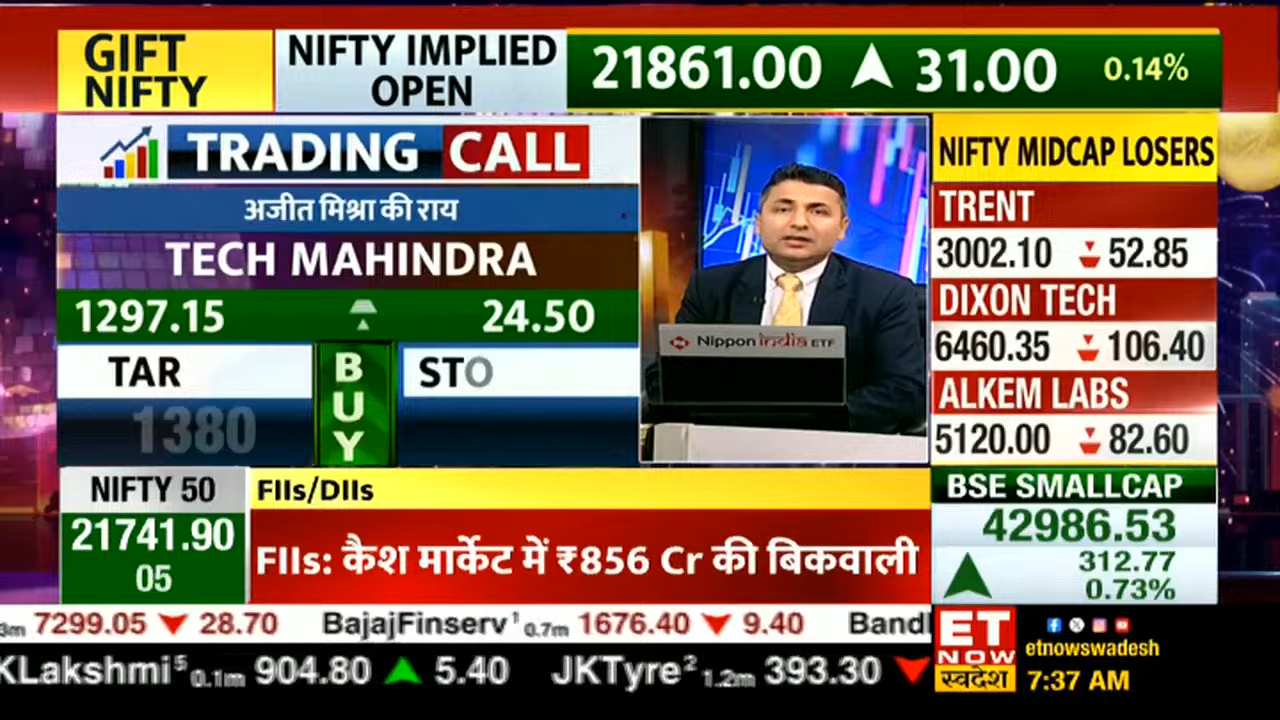 GIFT
NIFTY
NIFTY IMPLIED
OPEN
21861.00 ▲ 31.00 0.14%
TRADING CALL
अजीत मिश्रा की राय
TECH MAHINDRA
1297.15 24.50
TAR
BUY
STO
1380
Nippon india ETF
NIFTY MIDCAP LOSERS
TRENT
3002.10 52.85
DIXON TECH
6460.35 106.40
ALKEM LABS
5120.00 82.60
NIFTY 50
21741.90
05
FIIs/DIIs
FIIs: कैश मार्केट में ₹856 Cr की बिकवाली
BSE SMALLCAP
42986.53
▲ 312.77
0.73%
3m 7299.05 ▼ 28.70 BajajFinserv 1 0.7m 1676.40 ▼ 9.40 Band
KLakshmi 5 0.1m 904.80 ▲ 5.40 JKTyre 2 1.2m 393.30 ▼
ET
NOW
स्वदेश
etnowswadesh
7:37 AM